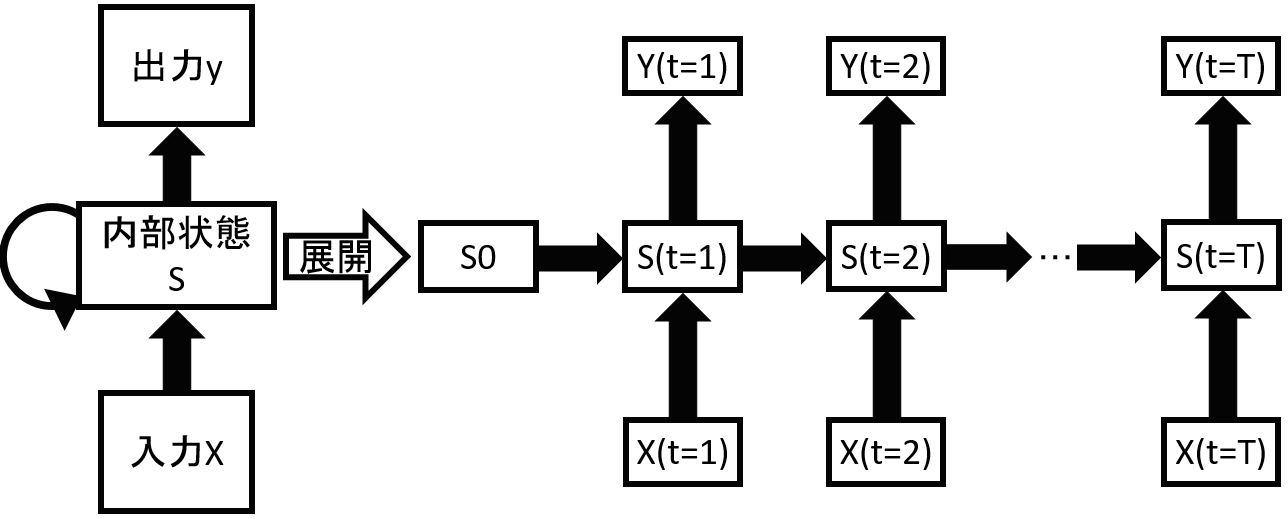 出力y
内部状態
S
入力X
展開
S0
Y(t=1)
S(t=1)
X(t=1)
Y(t=2)
S(t=2)
X(t=2)
…
Y(t=T)
S(t=T)
X(t=T)